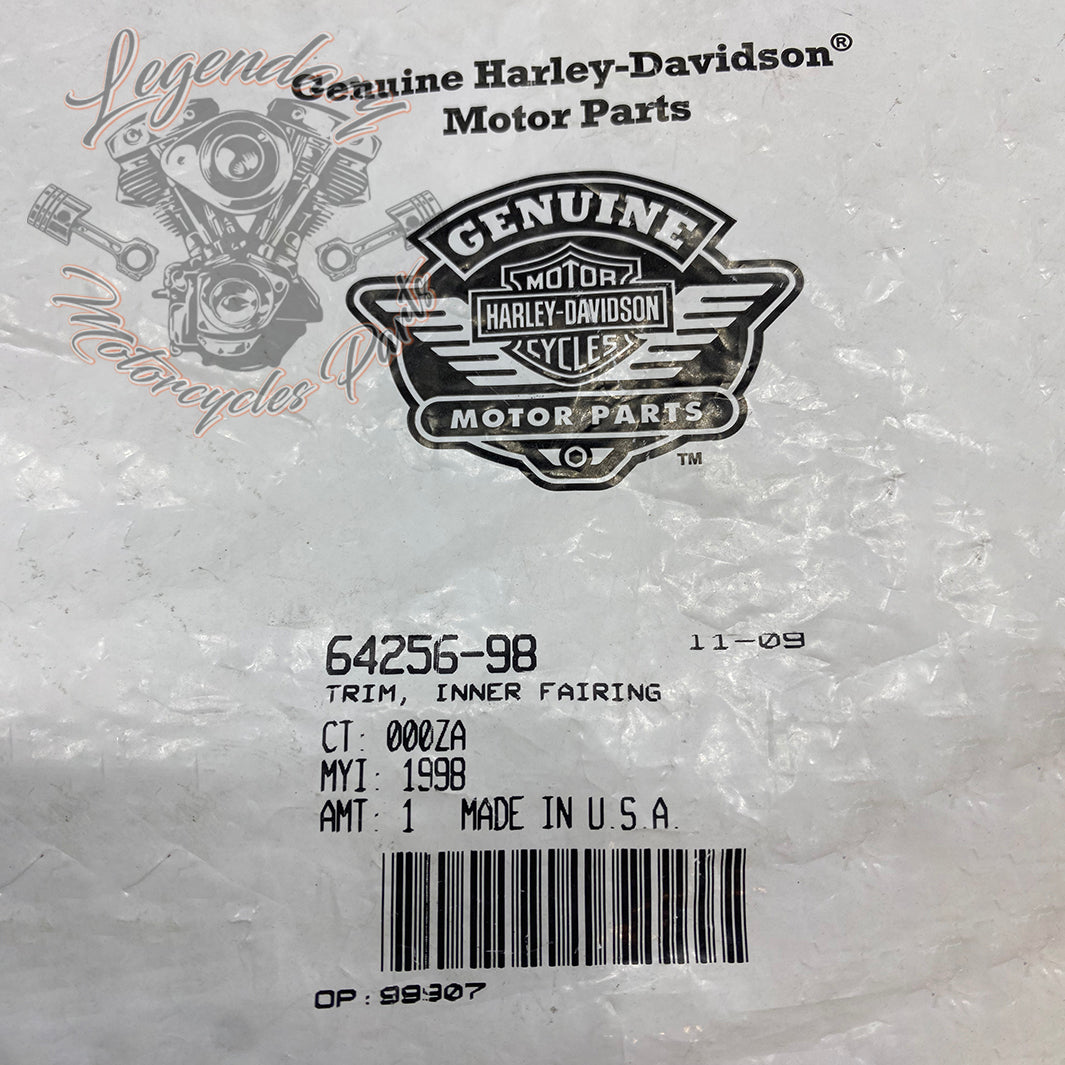 Legendary
Motorcycles Parts
Genuine Harley-Davidson®
Motor Parts
GENUINE
MOTOR
HARLEY-DAVIDSON
CYCLES
MOTOR PARTS
TM
64256-98 11-09
TRIM, INNER FAIRING
CT: 000ZA
MYI: 1998
AMT: 1 MADE IN U.S.A.
OP: 99307